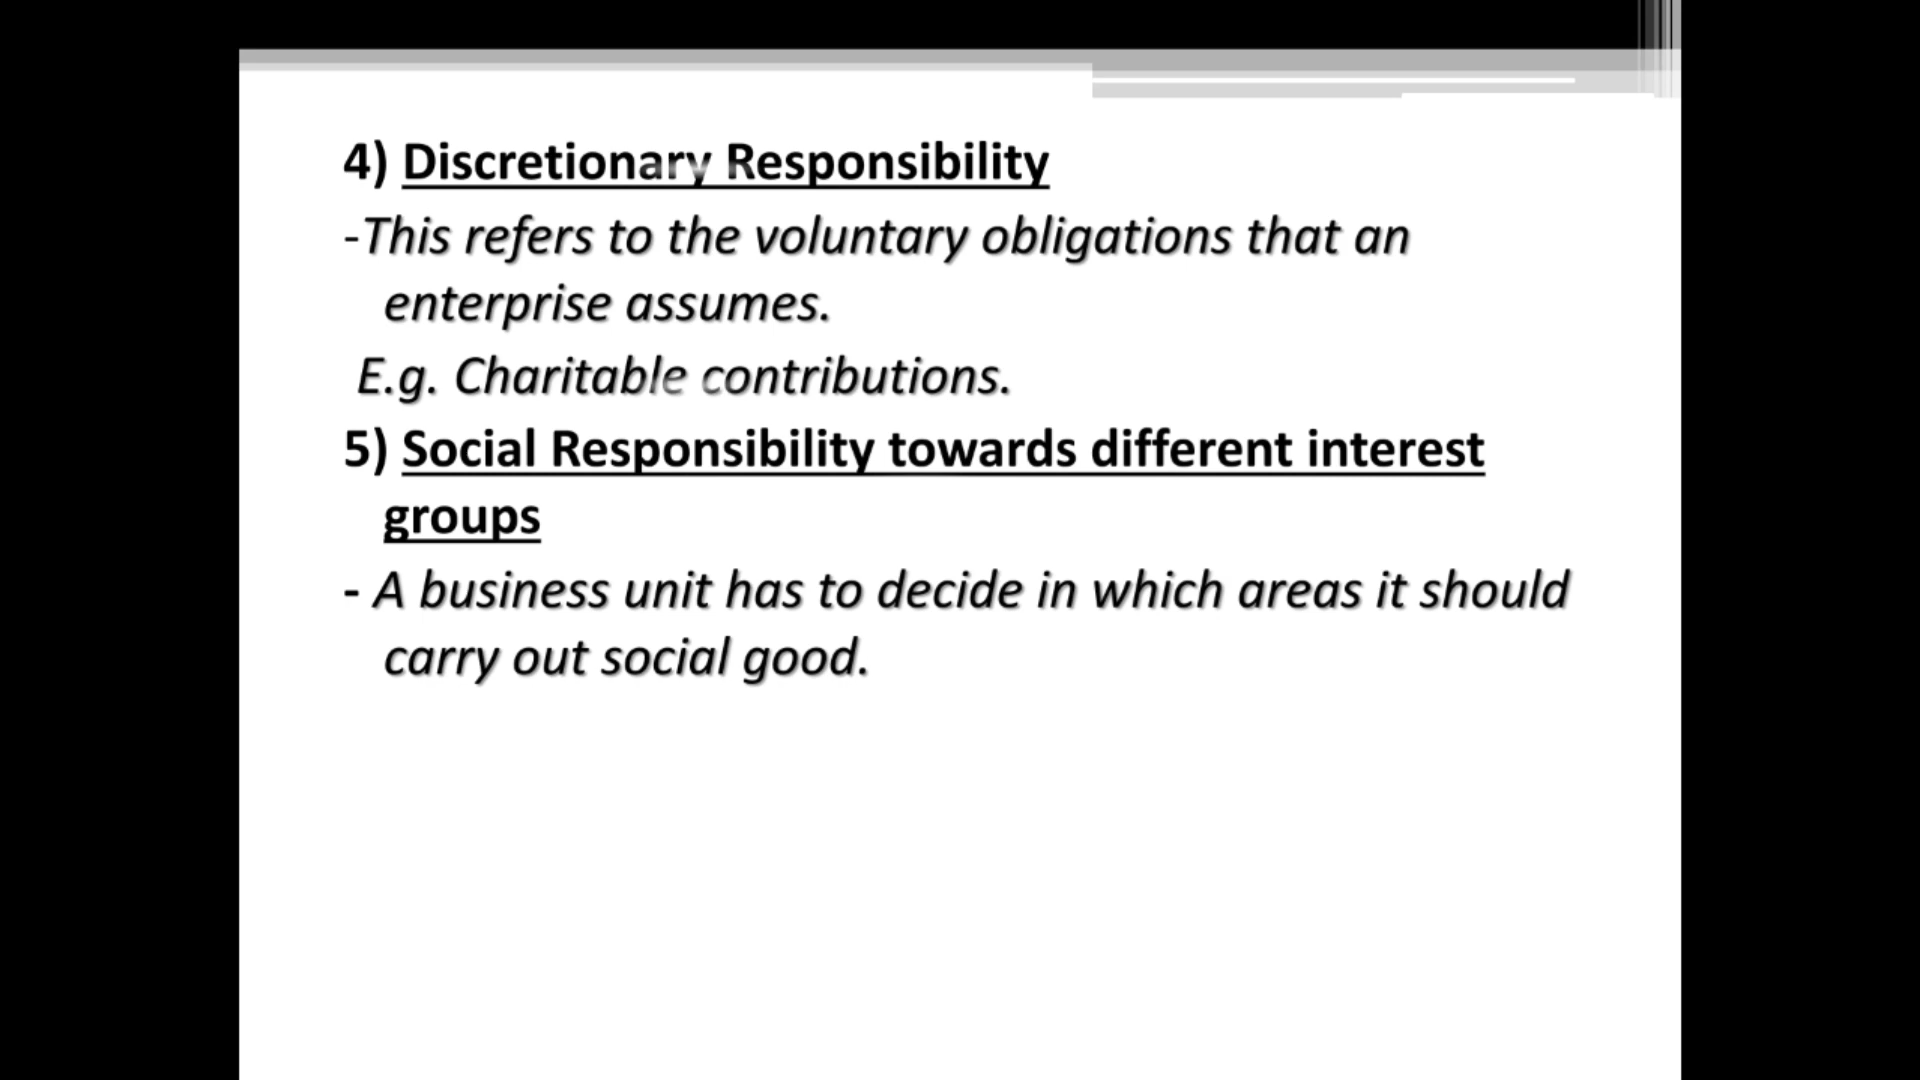 4) Discretionary Responsibility
-This refers to the voluntary obligations that an
enterprise assumes.
E.g. Charitable contributions.
5) Social Responsibility towards different interest
groups
- A business unit has to decide in which areas it should
carry out social good.